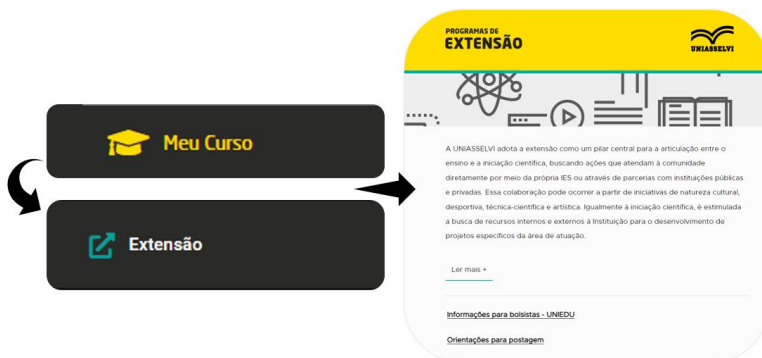 Meu Curso
Extensão
PROGRAMAS DE
EXTENSÃO
UNIASSELVI
A UNIASSELVI adota a extensão como um pilar central para a articulação entre o
ensino e a iniciação científica, buscando ações que atendam à comunidade
diretamente por meio da própria IES ou através de parcerias com instituições públicas
e privadas. Essa colaboração pode ocorrer a partir de iniciativas de natureza cultural,
desportiva, técnica-científica e artística. Igualmente à iniciação científica, é estimulada
a busca de recursos internos e externos à Instituição para o desenvolvimento de
projetos específicos da área de atuação.
Ler mais +
Informações para bolsistas - UNIEDU
Orientações para postagem